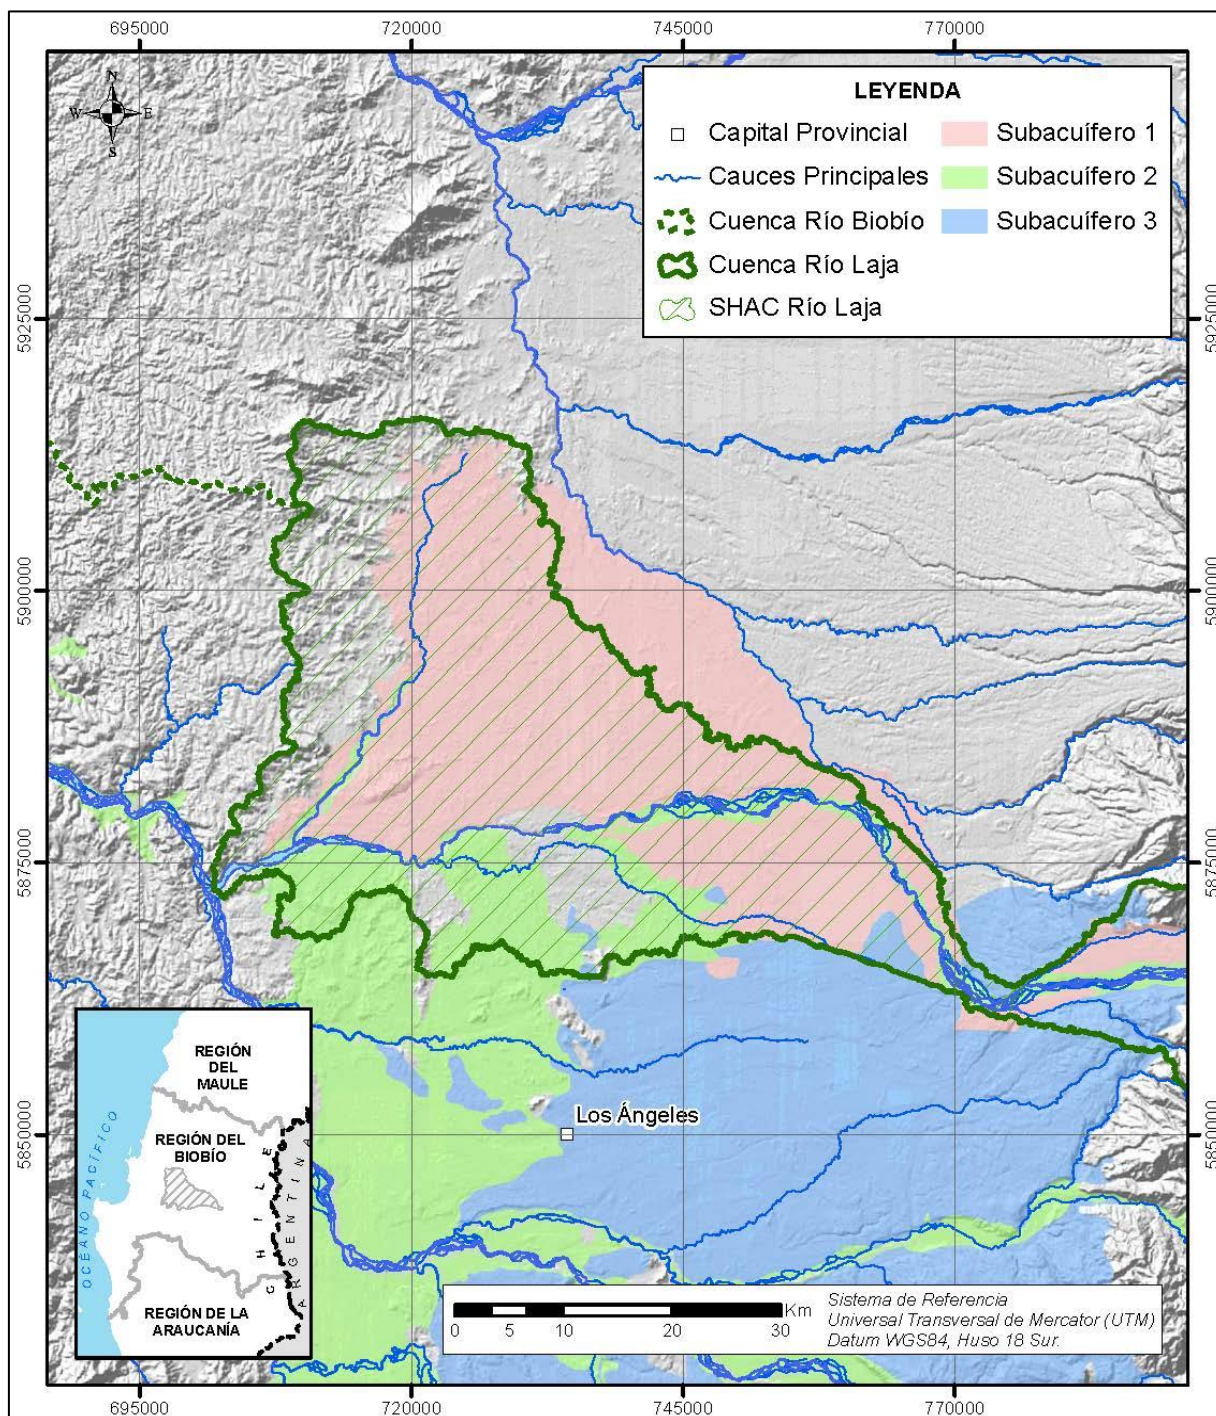 695000 720000 745000 770000
N
W E
S
LEYENDA
Capital Provincial
Subacuífero 1
Cauces Principales
Subacuífero 2
Cuenca Río Biobío
Subacuífero 3
Cuenca Río Laja
SHAC Río Laja
5925000
5925000
5900000
5900000
5875000
5875000
5850000
5850000
Los Ángeles
OCÉANO PACÍFICO
REGIÓN
DEL
MAULE
REGIÓN DEL
BIOBÍO
CHILE
ARGENTINA
REGIÓN DE LA
ARAUCANÍA
Km
0 5 10 20 30
Sistema de Referencia
Universal Transversal de Mercator (UTM)
Datum WGS84, Huso 18 Sur.
695000 720000 745000 770000